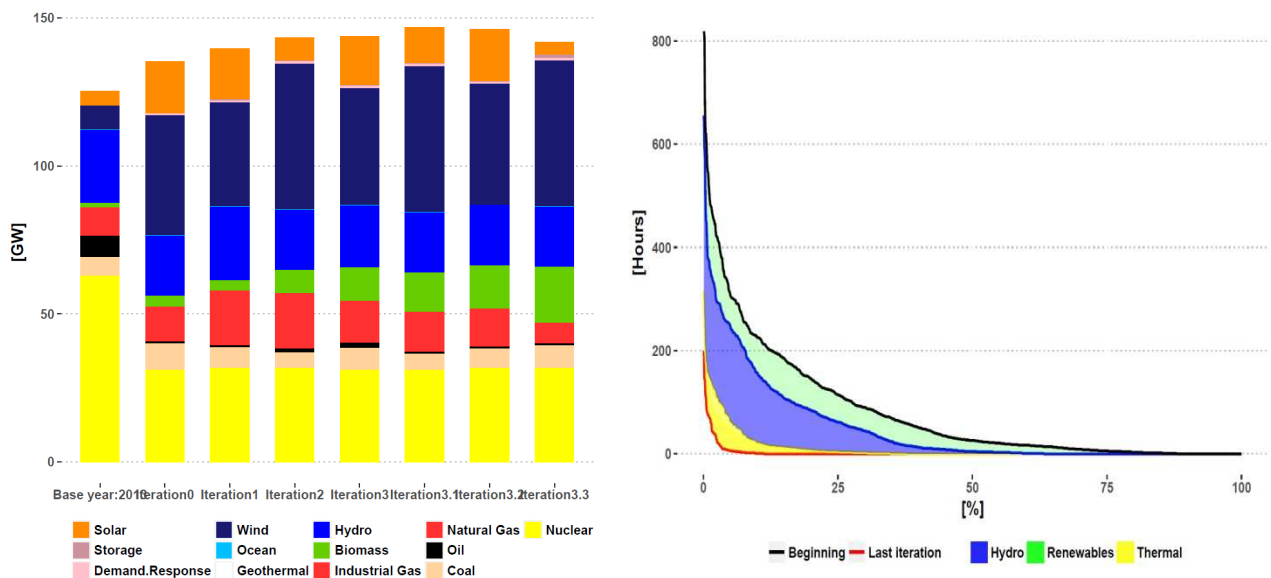 150
100
50
0
[GW]
Base year:2013 Iteration0 Iteration1 Iteration2 Iteration3 Iteration3.1 Iteration3.2 Iteration3.3
Solar Wind Hydro Natural Gas Nuclear
Storage Ocean Biomass Oil
Demand.Response Geothermal Industrial Gas Coal
800
600
400
200
0
[Hours]
0 25 50 75 100
[%]
Beginning Last iteration Hydro Renewables Thermal